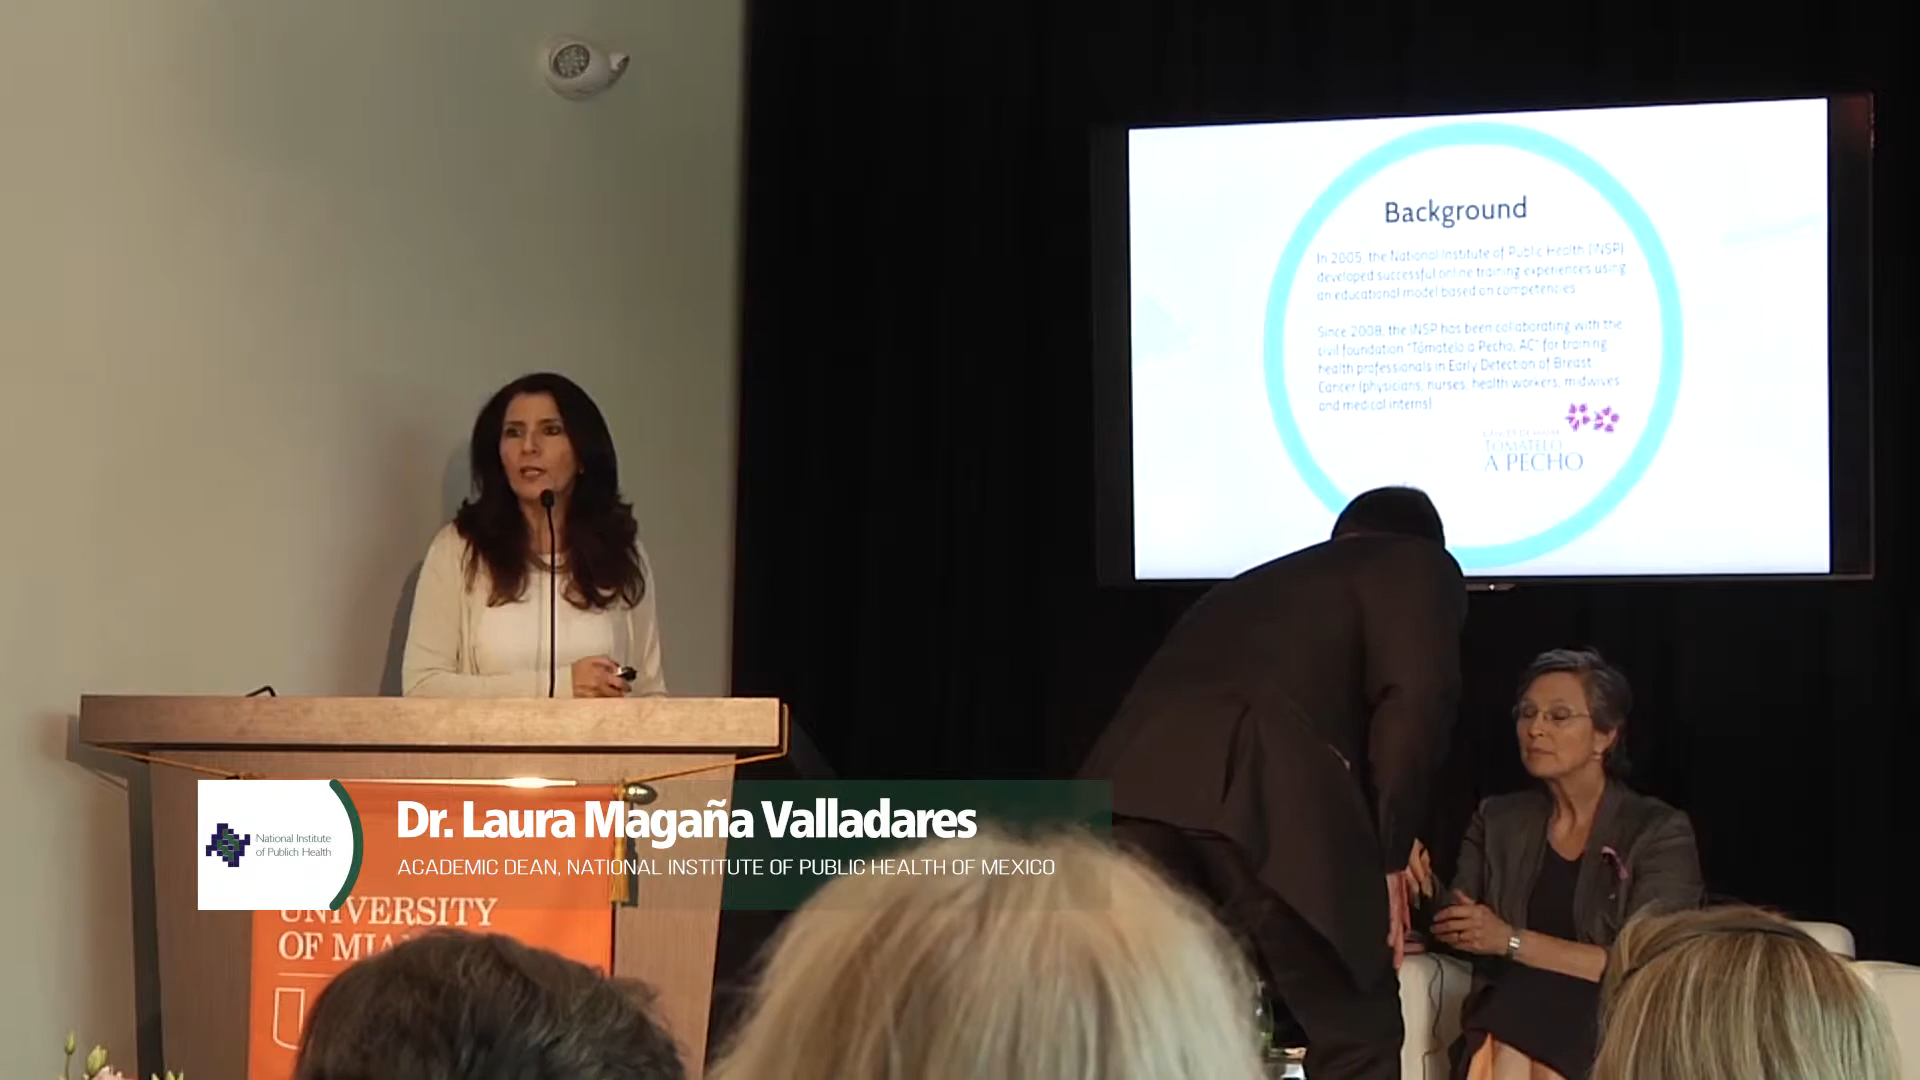 Background
In 2005, the National Institute of Public Health (INSP)
developed successful online training experiences using
an educational model based on competencies.
Since 2008, the INSP has been collaborating with the
civil foundation "Tómatelo a Pecho, AC" for training
health professionals in Early Detection of Breast
Cancer (physicians, nurses, health workers, midwives
and medical interns)
TÓMATELO
A PECHO
National Institute
of Publich Health
Dr. Laura Magaña Valladares
ACADEMIC DEAN, NATIONAL INSTITUTE OF PUBLIC HEALTH OF MEXICO
UNIVERSITY
OF MIA